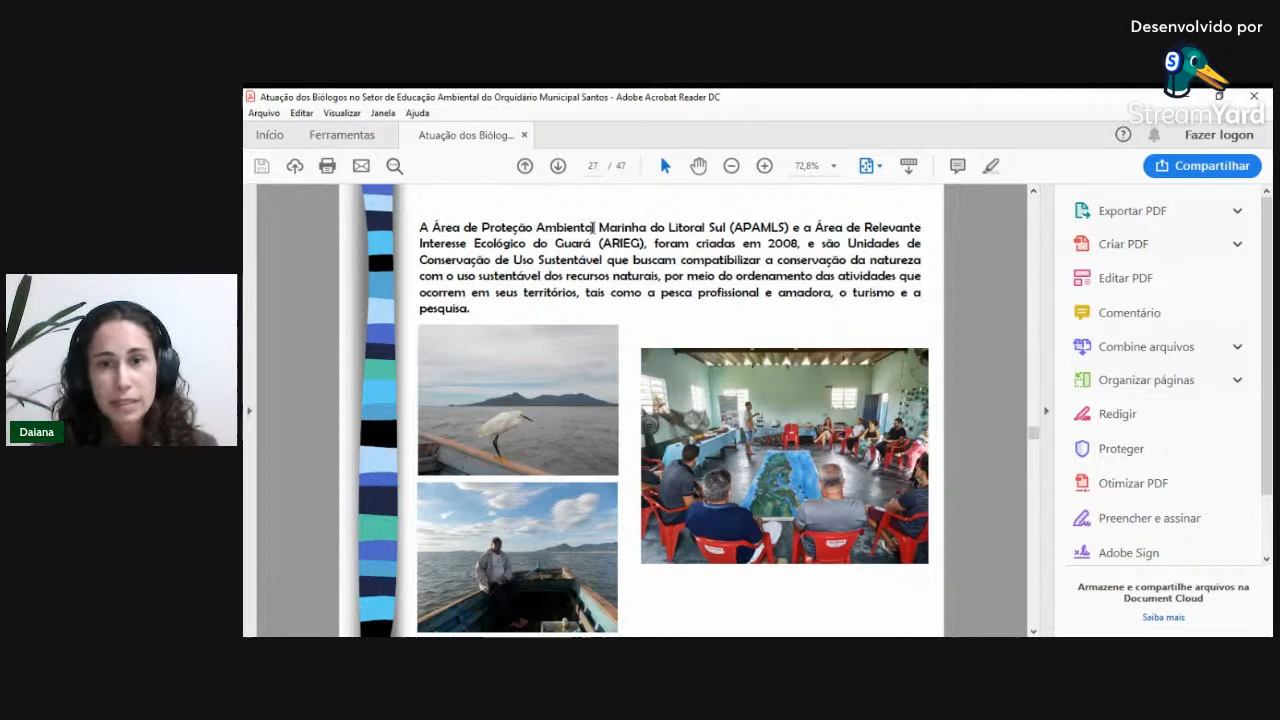 Desenvolvido por
StreamYard
Atuação dos Biólogos no Setor de Educação Ambiental do Orquidário Municipal Santos - Adobe Acrobat Reader DC
Arquivo Editar Visualizar Janela Ajuda
Início Ferramentas Atuação dos Biólog... Fazer logon
27 / 47 72,8% Compartilhar
A Área de Proteção Ambiental Marinha do Litoral Sul (APAMLS) e a Área de Relevante
Interesse Ecológico do Guará (ARIEG), foram criadas em 2008, e são Unidades de
Conservação de Uso Sustentável que buscam compatibilizar a conservação da natureza
com o uso sustentável dos recursos naturais, por meio do ordenamento das atividades que
ocorrem em seus territórios, tais como a pesca profissional e amadora, o turismo e a
pesquisa.
Exportar PDF
Criar PDF
Editar PDF
Comentário
Combine arquivos
Organizar páginas
Redigir
Proteger
Otimizar PDF
Preencher e assinar
Adobe Sign
Armazene e compartilhe arquivos na
Document Cloud
Saiba mais
Daiana